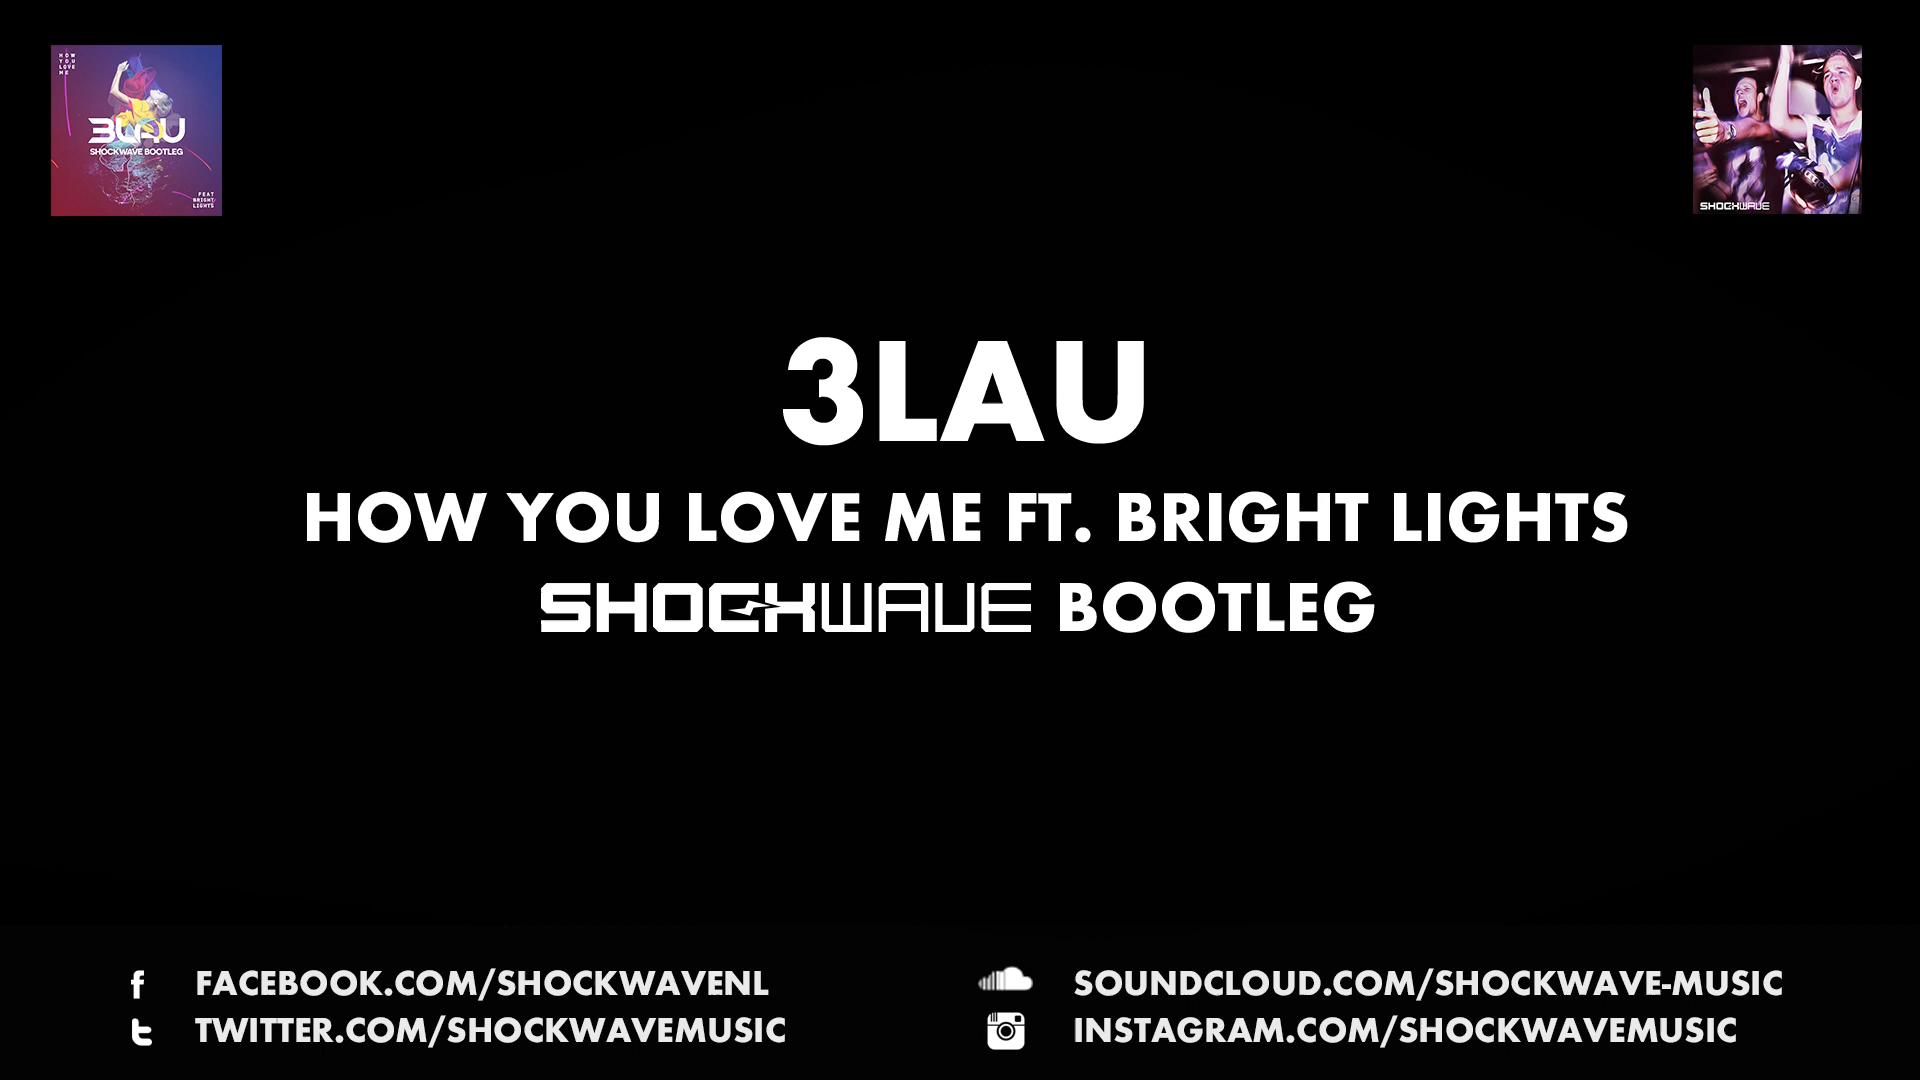 HOW
YOU
LOVE
ME
3LAU
SHOCKWAVE BOOTLEG
FEAT
BRIGHT
LIGHTS
SHOCKWAVE
3LAU
HOW YOU LOVE ME FT. BRIGHT LIGHTS
SHOCKWAVE BOOTLEG
FACEBOOK.COM/SHOCKWAVENL
TWITTER.COM/SHOCKWAVEMUSIC
SOUNDCLOUD.COM/SHOCKWAVE-MUSIC
INSTAGRAM.COM/SHOCKWAVEMUSIC